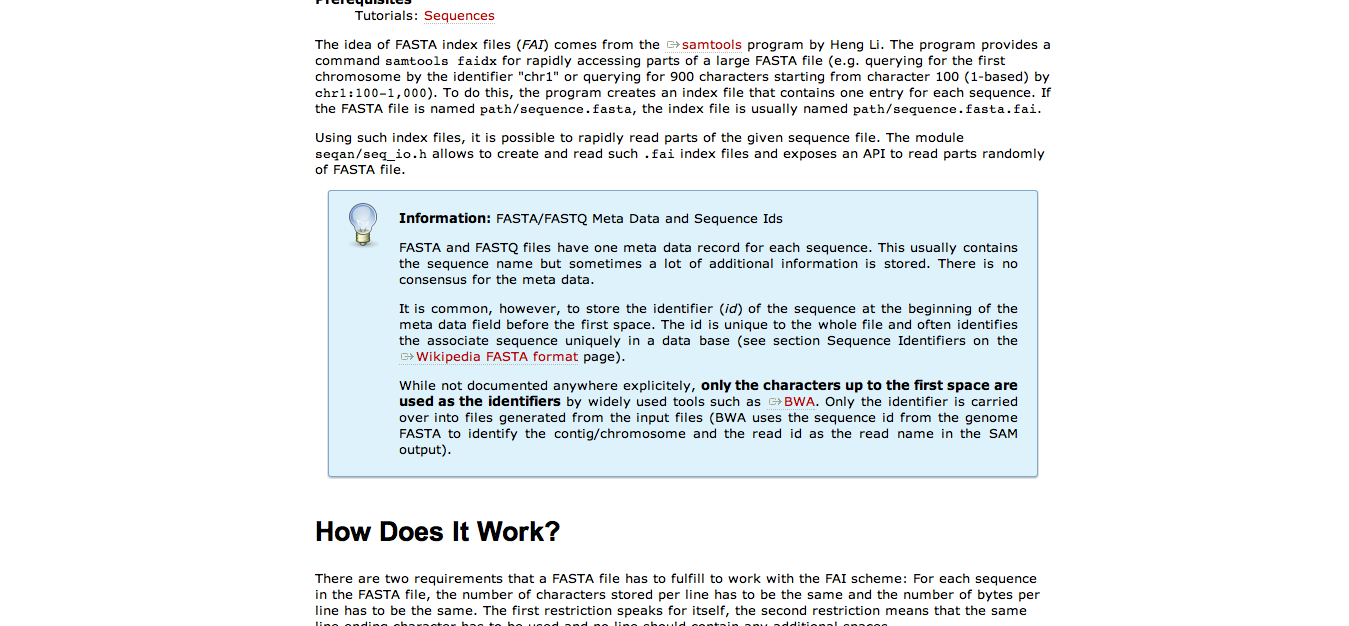 Prerequisites
Tutorials: Sequences
The idea of FASTA index files (FAI) comes from the samtools program by Heng Li. The program provides a
command samtools faidx for rapidly accessing parts of a large FASTA file (e.g. querying for the first
chromosome by the identifier "chr1" or querying for 900 characters starting from character 100 (1-based) by
chr1:100-1,000). To do this, the program creates an index file that contains one entry for each sequence. If
the FASTA file is named path/sequence.fasta, the index file is usually named path/sequence.fasta.fai.
Using such index files, it is possible to rapidly read parts of the given sequence file. The module
seqan/seq_io.h allows to create and read such .fai index files and exposes an API to read parts randomly
of FASTA file.
Information: FASTA/FASTQ Meta Data and Sequence Ids
FASTA and FASTQ files have one meta data record for each sequence. This usually contains
the sequence name but sometimes a lot of additional information is stored. There is no
consensus for the meta data.
It is common, however, to store the identifier (id) of the sequence at the beginning of the
meta data field before the first space. The id is unique to the whole file and often identifies
the associate sequence uniquely in a data base (see section Sequence Identifiers on the
Wikipedia FASTA format page).
While not documented anywhere explicitely, only the characters up to the first space are
used as the identifiers by widely used tools such as BWA. Only the identifier is carried
over into files generated from the input files (BWA uses the sequence id from the genome
FASTA to identify the contig/chromosome and the read id as the read name in the SAM
output).
How Does It Work?
There are two requirements that a FASTA file has to fulfill to work with the FAI scheme: For each sequence
in the FASTA file, the number of characters stored per line has to be the same and the number of bytes per
line has to be the same. The first restriction speaks for itself, the second restriction means that the same
line ending character has to be used and no line should contain any additional spaces.